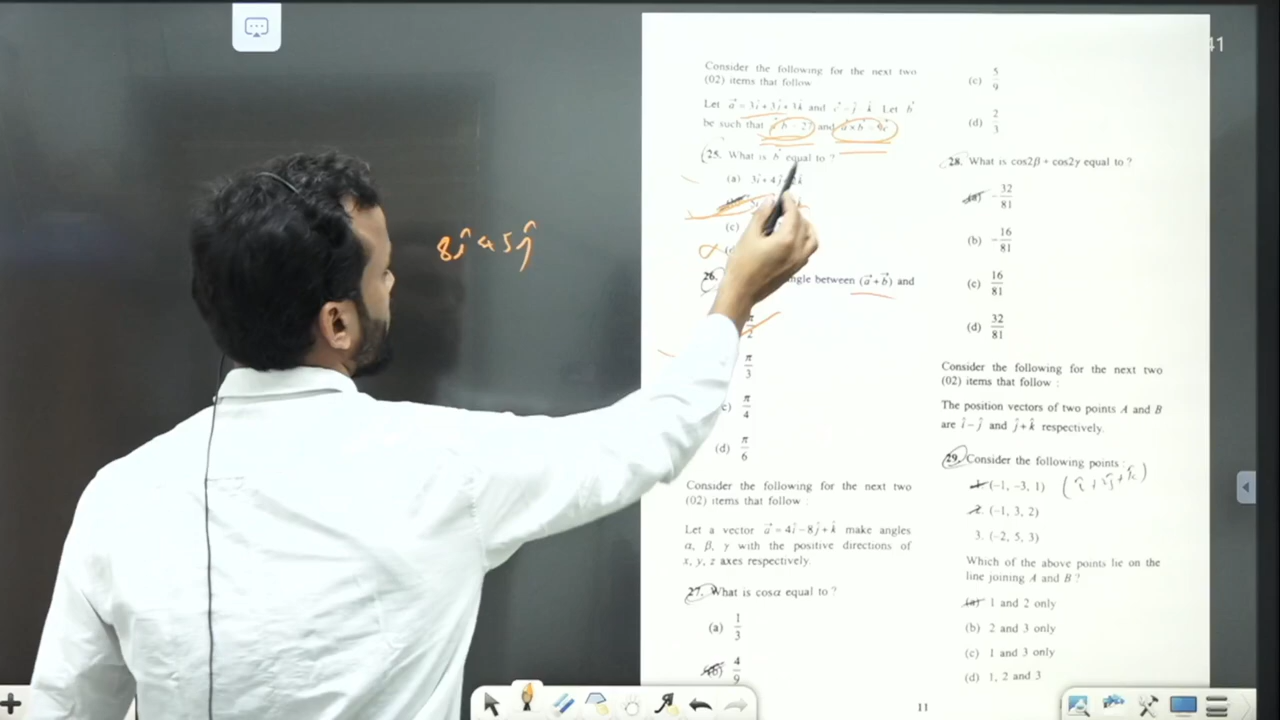 8ĵ 4 5ĵ
41
Consider the following for the next two
(02) items that follow
Let a⃗ = 3î + 3ĵ + 3k̂ and c⃗ = ĵ - k̂ Let b⃗
be such that a⃗ · b⃗ = 27 and a⃗ × b⃗ = 9c⃗
25. What is b⃗ equal to ?
(a) 3î + 4ĵ
(c)
26. angle between (a⃗ + b⃗) and
π/3
π/4
(d) π/6
Consider the following for the next two
(02) items that follow :
Let a vector a⃗ = 4î - 8ĵ + k̂ make angles
α, β, γ with the positive directions of
x, y, z axes respectively.
27. What is cosα equal to ?
(a) 1/3
(b) 4/9
(c) 5/9
(d) 2/3
28. What is cos2β + cos2γ equal to ?
(a) -32/81
(b) -16/81
(c) 16/81
(d) 32/81
Consider the following for the next two
(02) items that follow :
The position vectors of two points A and B
are î - ĵ and ĵ + k̂ respectively.
29. Consider the following points :
1. (-1, -3, 1)
2. (-1, 3, 2)
3. (-2, 5, 3)
Which of the above points lie on the
line joining A and B ?
(a) 1 and 2 only
(b) 2 and 3 only
(c) 1 and 3 only
(d) 1, 2 and 3
11